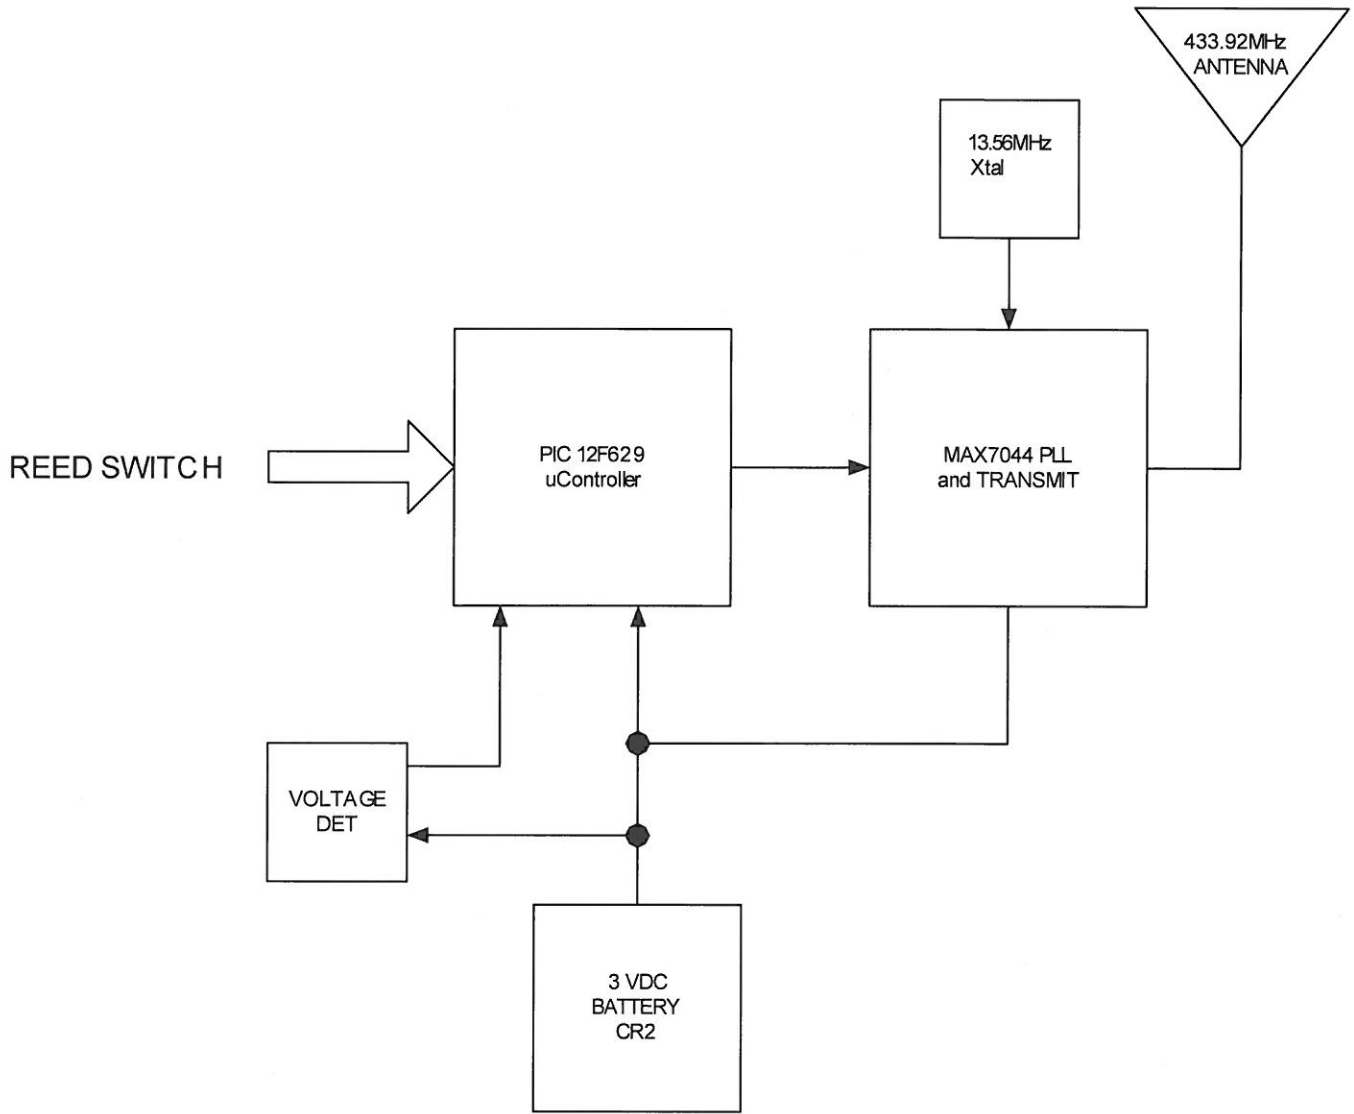 433.92MHz
ANTENNA
13.56MHz
Xtal
REED SWITCH
PIC 12F629
uController
MAX7044 PLL
and TRANSMIT
VOLTAGE
DET
3 VDC
BATTERY
CR2